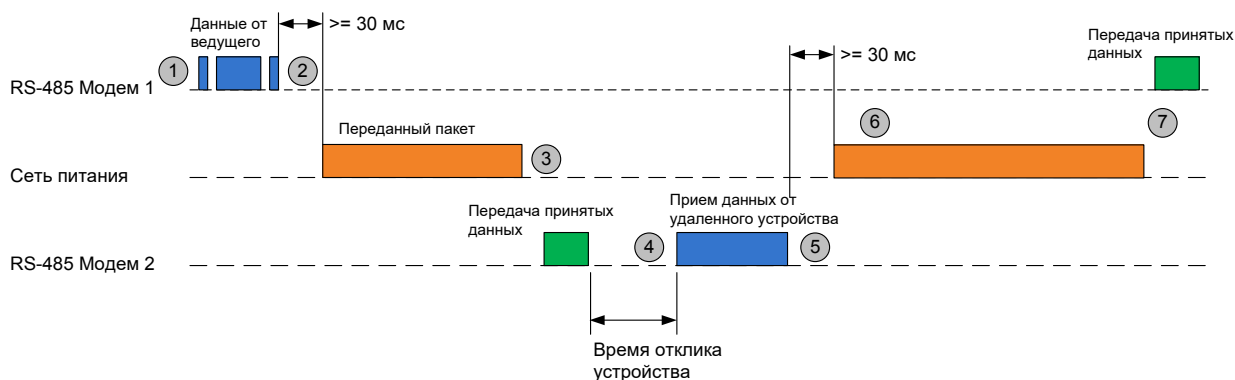 Данные от
ведущего
>= 30 мс
Передача принятых
данных
>= 30 мс
1
2
RS-485 Модем 1
Переданный пакет
6
7
3
Сеть питания
Передача принятых
данных
Прием данных от
удаленного устройства
4
5
RS-485 Модем 2
Время отклика
устройства